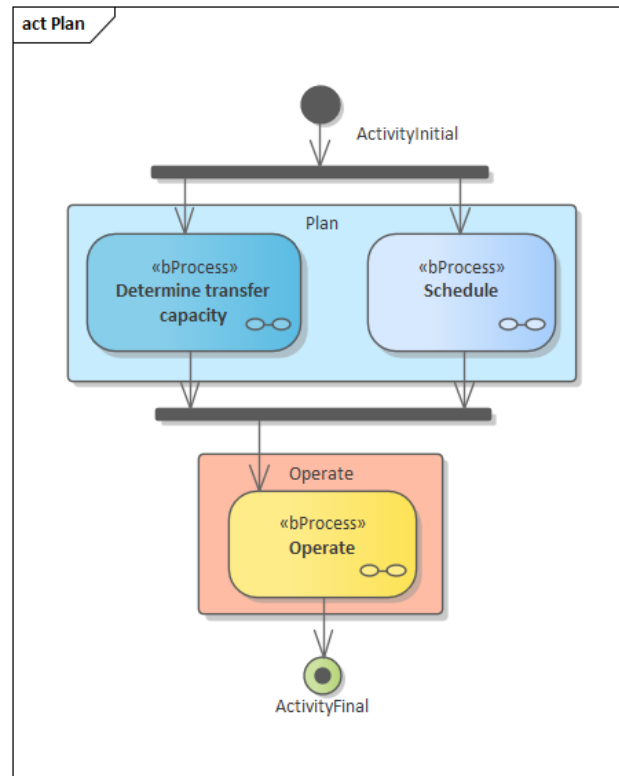 act Plan
ActivityInitial
Plan
«bProcess»
Determine transfer
capacity
«bProcess»
Schedule
Operate
«bProcess»
Operate
ActivityFinal